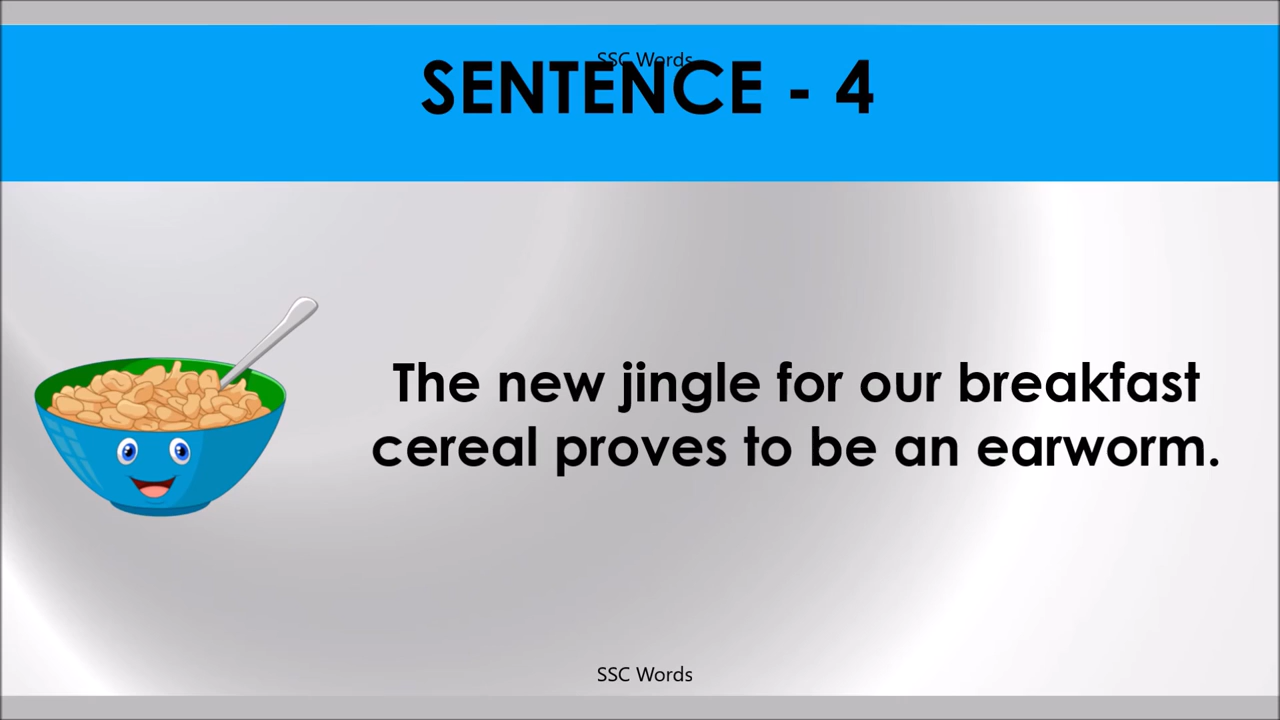 SSC Words
SENTENCE - 4
The new jingle for our breakfast
cereal proves to be an earworm.
SSC Words